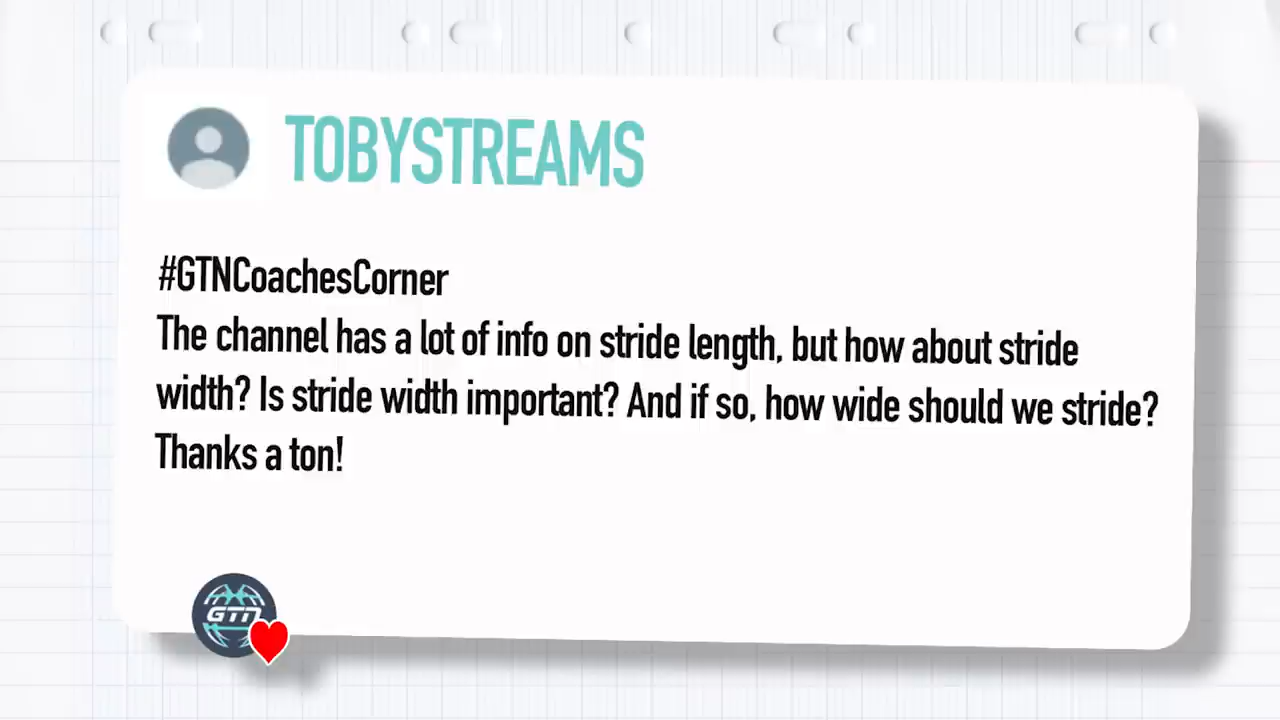 TOBYSTREAMS
#GTNCoachesCorner
The channel has a lot of info on stride length, but how about stride
width? Is stride width important? And if so, how wide should we stride?
Thanks a ton!
GTN